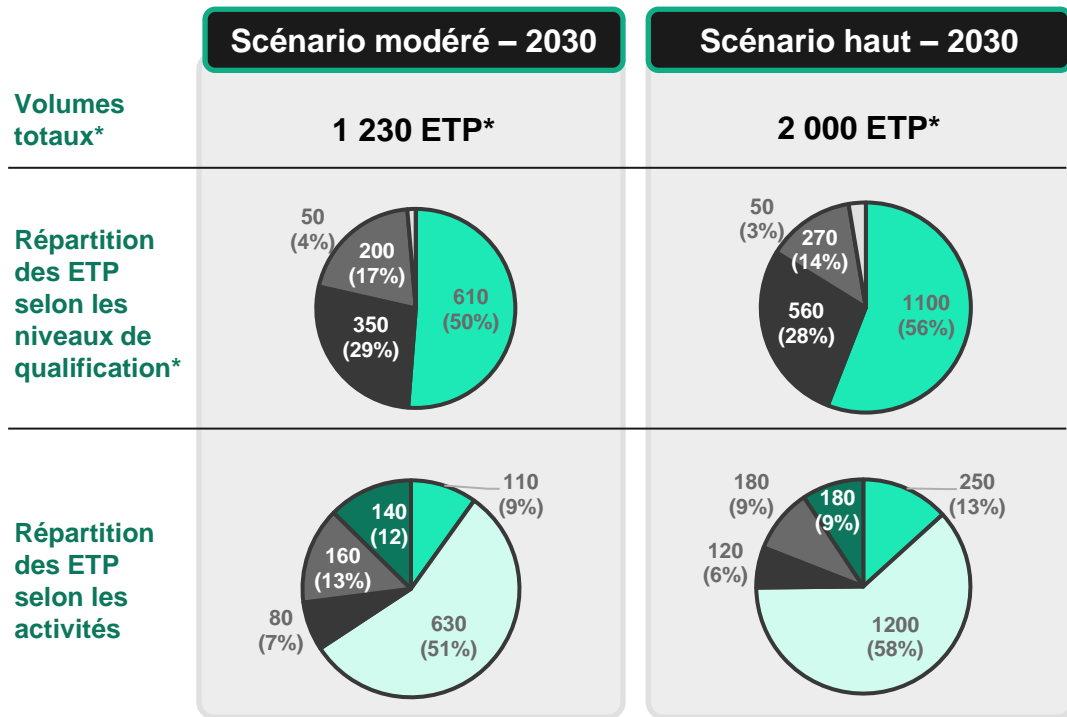 Scénario modéré – 2030
Scénario haut – 2030
Volumes
totaux*
1 230 ETP*
2 000 ETP*
Répartition
des ETP
selon les
niveaux de
qualification*
50
(4%)
200
(17%)
350
(29%)
610
(50%)
50
(3%)
270
(14%)
560
(28%)
1100
(56%)
Répartition
des ETP
selon les
activités
140
(12)
110
(9%)
160
(13%)
80
(7%)
630
(51%)
180
(9%)
180
(9%)
250
(13%)
120
(6%)
1200
(58%)